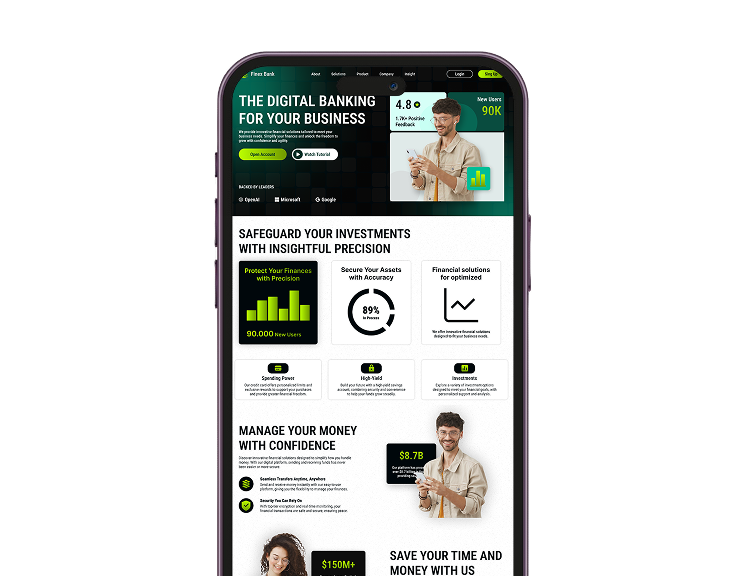 Finex Bank
About Solutions Product Company Insight
Login Sing Up
THE DIGITAL BANKING
FOR YOUR BUSINESS
We provide innovative financial solutions tailored to meet your
business needs. Simplify your finances and unlock the freedom to
grow with confidence and agility.
Open Account Watch Tutorial
BACKED BY LEADERS
OpenAI Microsoft Google
4.8
1.7K+ Positive
Feedback
New Users
90K
SAFEGUARD YOUR INVESTMENTS
WITH INSIGHTFUL PRECISION
Protect Your Finances
with Precision
90.000 New Users
Secure Your Assets
with Accuracy
89%
In Process
Financial solutions
for optimized
We offer innovative financial solutions
designed to fit your business needs.
Spending Power
Our credit card offers personalized limits and
exclusive rewards to support your purchases
and provide greater financial freedom.
High-Yield
Build your future with a high yield savings
account, combining security and convenience
to help your funds grow steadily.
Investments
Explore a variety of investment options
designed to meet your financial goals, with
personalized support and analysis.
MANAGE YOUR MONEY
WITH CONFIDENCE
Discover innovative financial solutions designed to simplify how you handle
money. With our digital platform, sending and receiving funds has never
been easier or more secure.
Seamless Transfers Anytime, Anywhere
Send and receive money instantly with our easy-to-use
platform, giving you the flexibility to manage your finances.
Security You Can Rely On
With top-tier encryption and real-time monitoring, your
financial transactions are safe and secure, ensuring peace.
$8.7B
Our platform has
over $8.7
providing
$150M+
SAVE YOUR TIME AND
MONEY WITH US